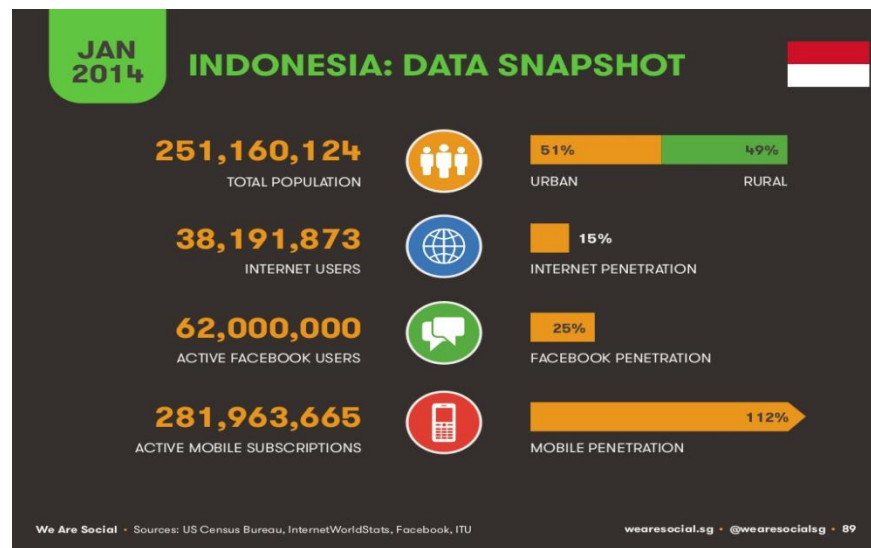 JAN
2014
INDONESIA: DATA SNAPSHOT
251,160,124
TOTAL POPULATION
51% 49%
URBAN RURAL
38,191,873
INTERNET USERS
15%
INTERNET PENETRATION
62,000,000
ACTIVE FACEBOOK USERS
25%
FACEBOOK PENETRATION
281,963,665
ACTIVE MOBILE SUBSCRIPTIONS
112%
MOBILE PENETRATION
We Are Social • Sources: US Census Bureau, InternetWorldStats, Facebook, ITU
wearesocial.sg • @wearesocialsg • 89